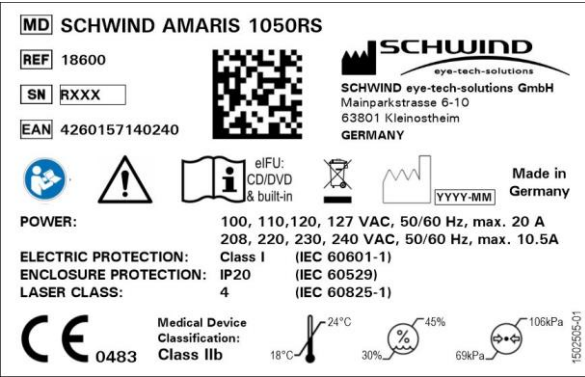 MD SCHWIND AMARIS 1050RS
REF 18600
SN RXXX
EAN 4260157140240
SCHWIND
eye-tech-solutions
SCHWIND eye-tech-solutions GmbH
Mainparkstrasse 6-10
63801 Kleinostheim
GERMANY
eIFU:
CD/DVD
& built-in
YYYY-MM
Made in
Germany
POWER: 100, 110,120, 127 VAC, 50/60 Hz, max. 20 A
208, 220, 230, 240 VAC, 50/60 Hz, max. 10.5A
ELECTRIC PROTECTION: Class I (IEC 60601-1)
ENCLOSURE PROTECTION: IP20 (IEC 60529)
LASER CLASS: 4 (IEC 60825-1)
CE 0483
Medical Device
Classification:
Class IIb
18°C 24°C
30% % 45%
69kPa 106kPa
1502505-01